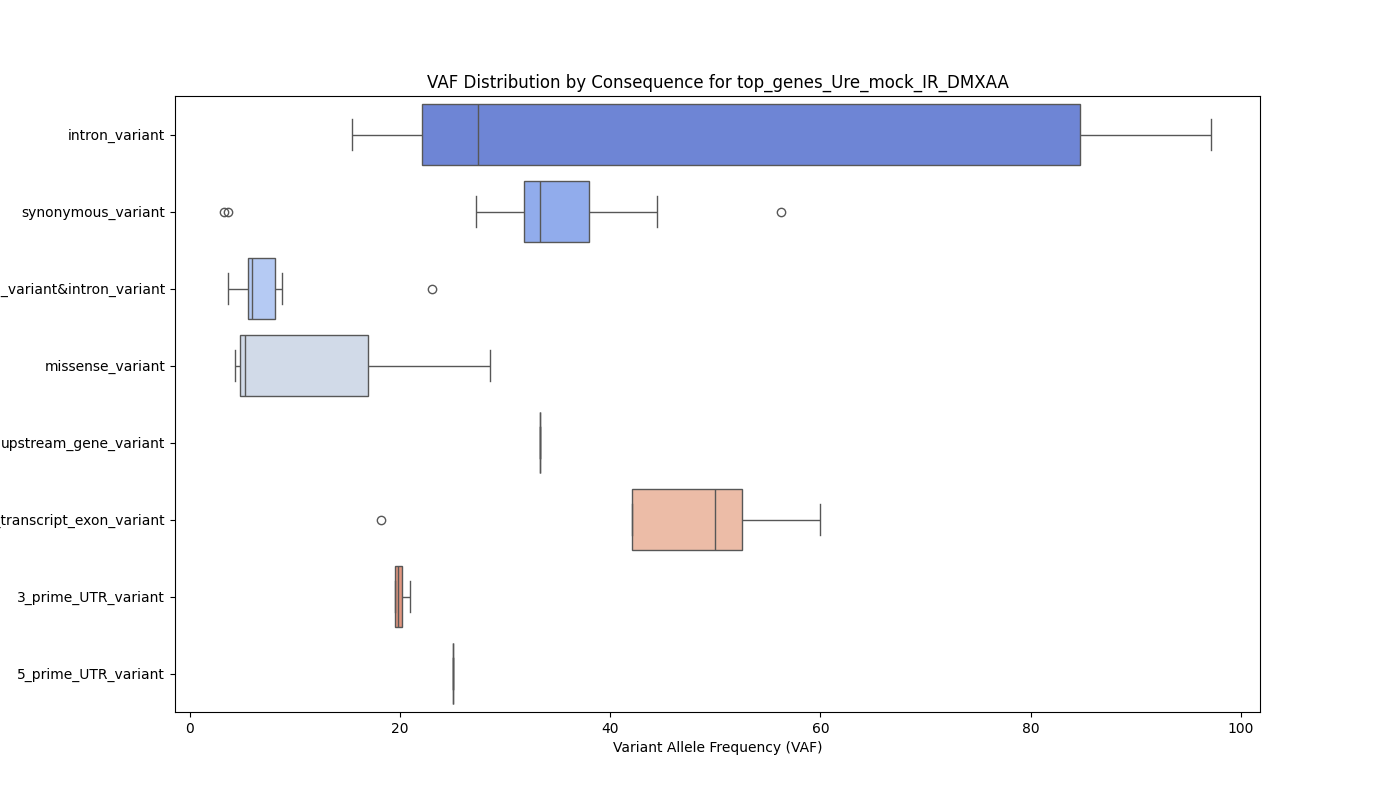 VAF Distribution by Consequence for top_genes_Ure_mock_IR_DMXAA
intron_variant
synonymous_variant
_variant&intron_variant
missense_variant
upstream_gene_variant
transcript_exon_variant
3_prime_UTR_variant
5_prime_UTR_variant
0 20 40 60 80 100
Variant Allele Frequency (VAF)